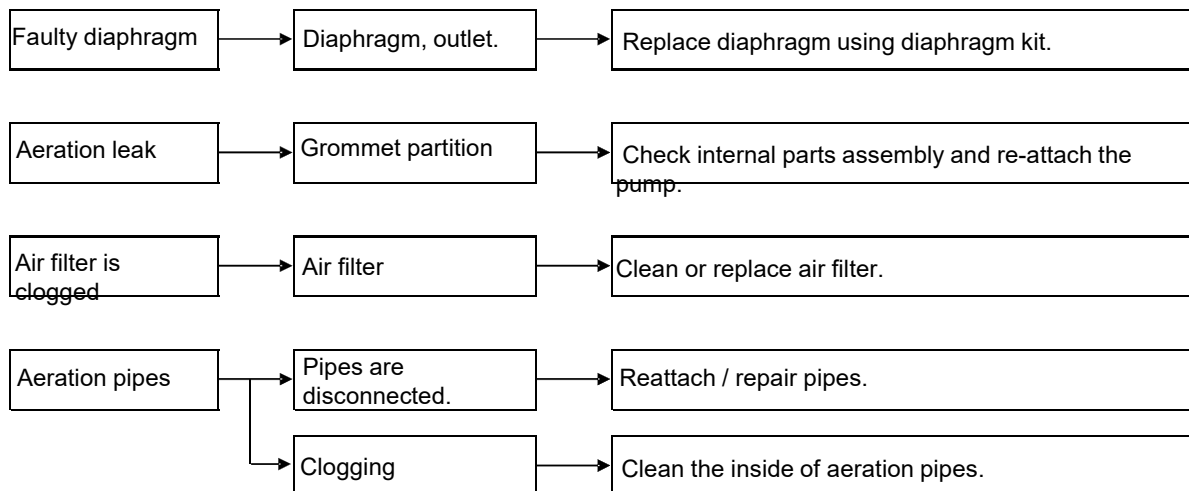 Faulty diaphragm
Diaphragm, outlet.
Replace diaphragm using diaphragm kit.
Aeration leak
Grommet partition
Check internal parts assembly and re-attach the
pump.
Air filter is
clogged
Air filter
Clean or replace air filter.
Aeration pipes
Pipes are
disconnected.
Reattach / repair pipes.
Clogging
Clean the inside of aeration pipes.